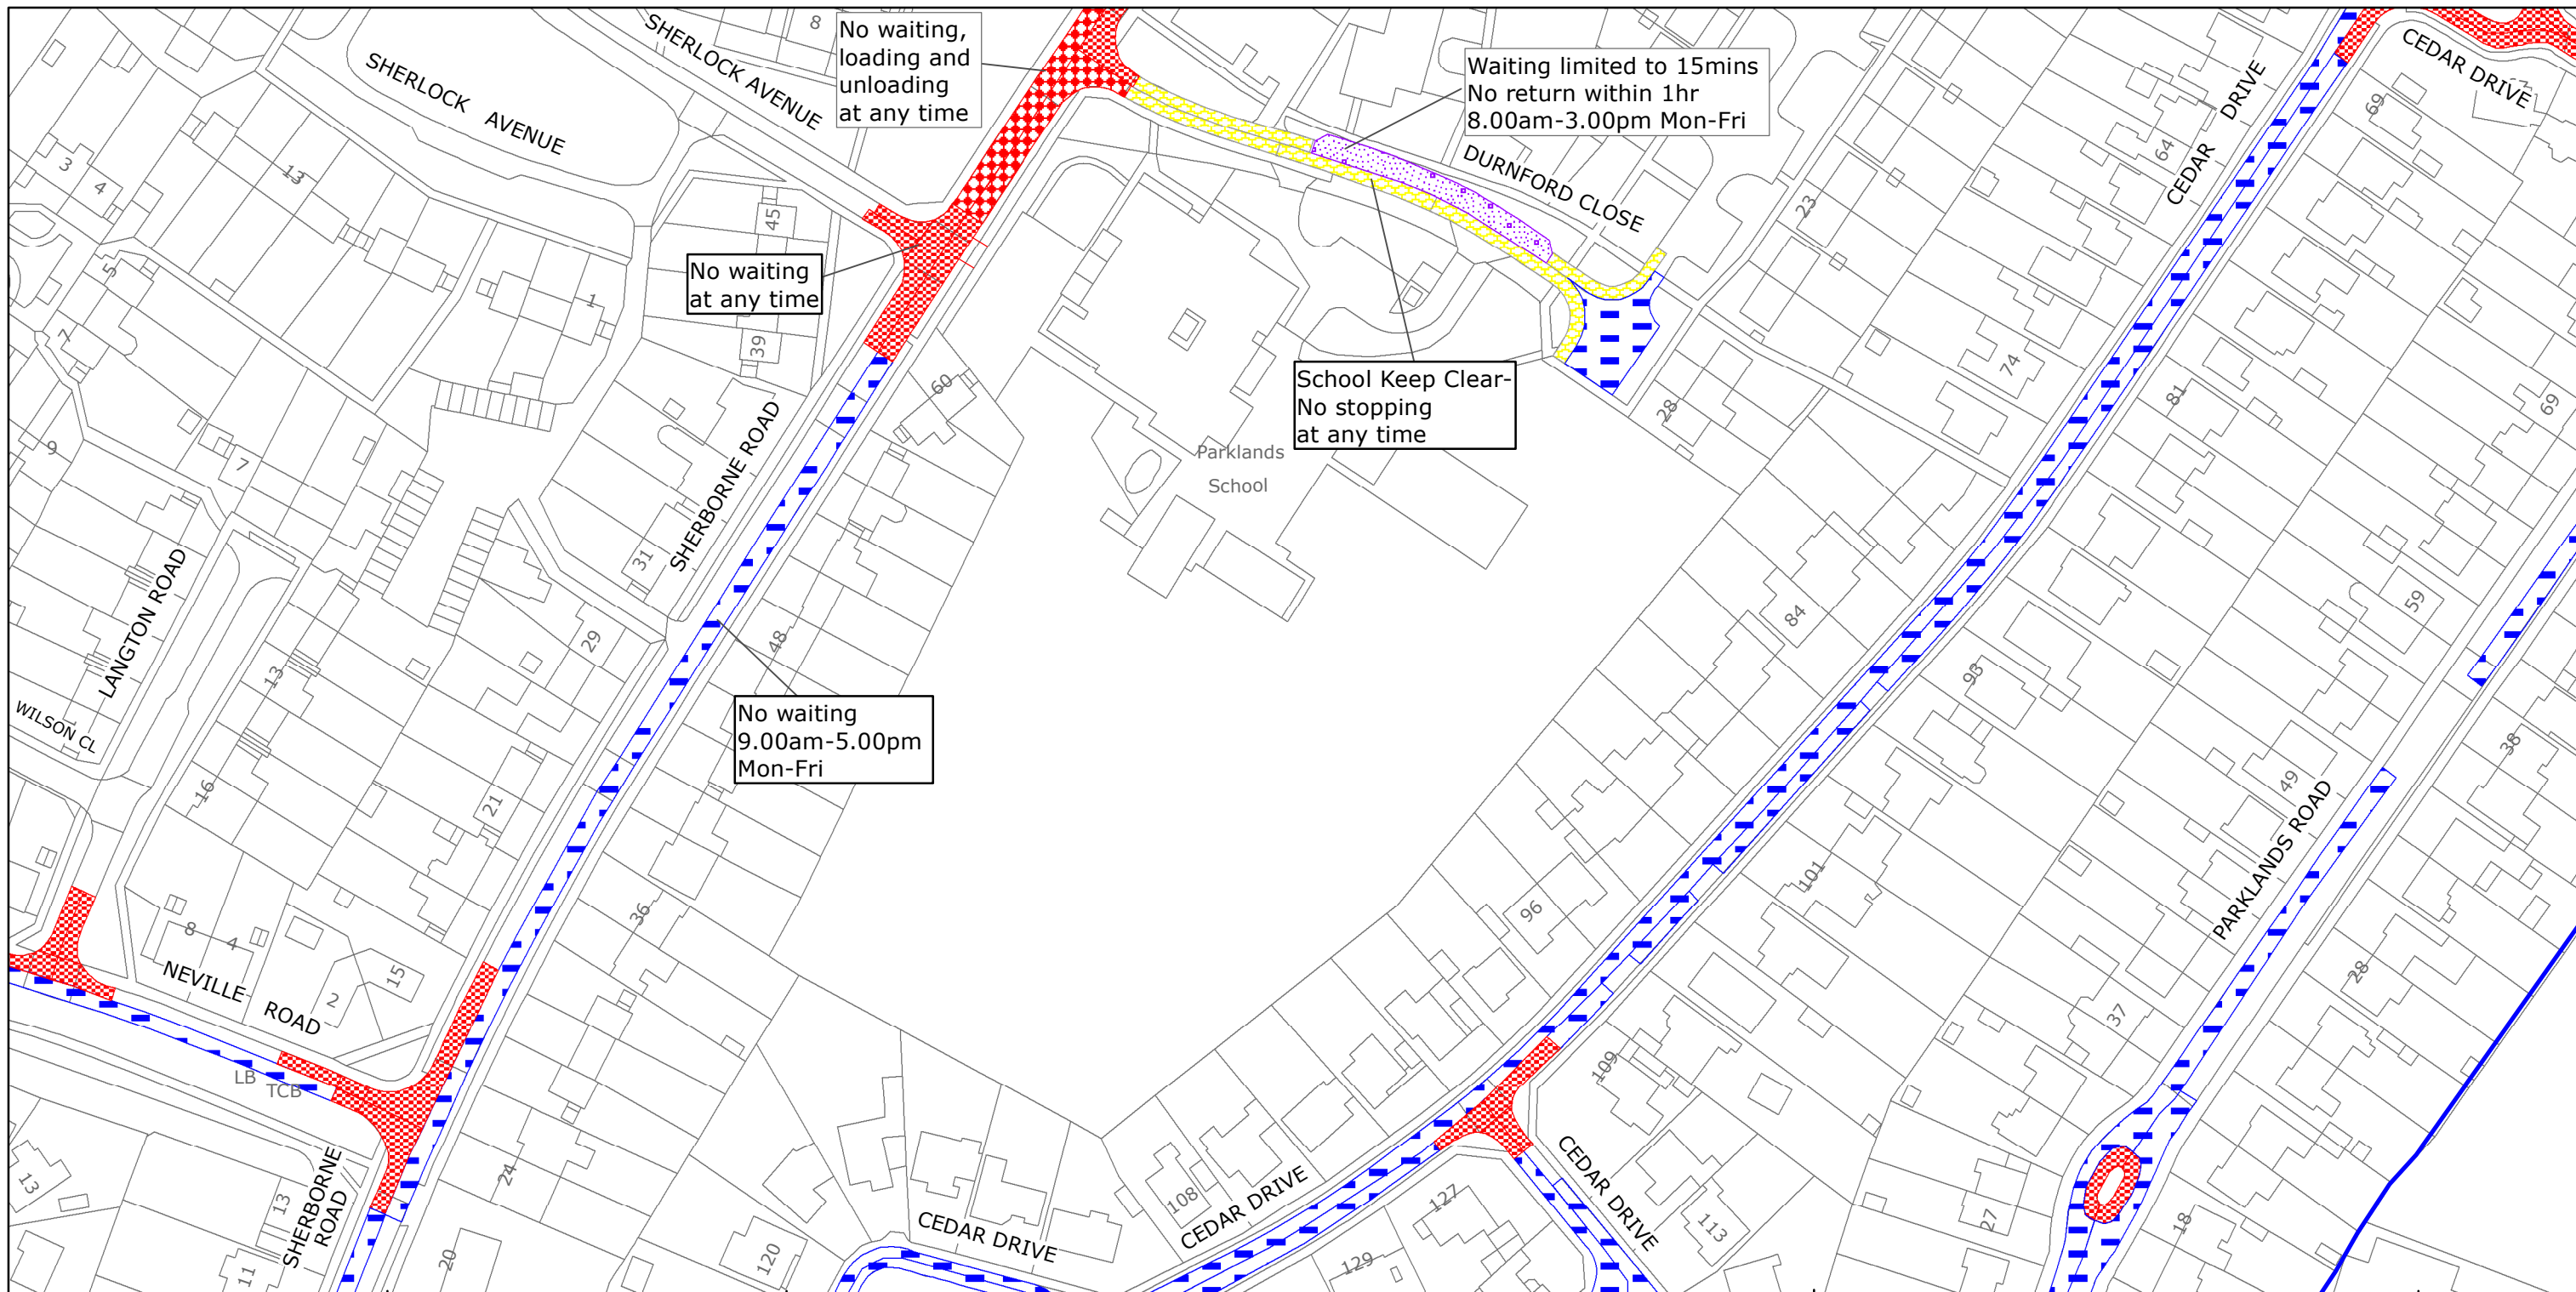 SHERLOCK AVENUE
SHERLOCK AVENUE
8
No waiting,
loading and
unloading
at any time
Waiting limited to 15mins
No return within 1hr
8.00am-3.00pm Mon-Fri
CEDAR DRIVE
CEDAR DRIVE
69
64
DURNFORD CLOSE
3
4
13
45
23
5
1
No waiting
at any time
7
39
60
School Keep Clear-
No stopping
at any time
28
74
81
69
9
7
Parklands
School
SHERBORNE ROAD
31
LANGTON ROAD
29
48
84
59
13
93
WILSON CL
No waiting
9.00am-5.00pm
Mon-Fri
16
21
38
49
PARKLANDS ROAD
101
36
96
8
4
NEVILLE ROAD
15
2
28
37
LB
TCB
109
13
24
SHERBORNE
ROAD
13
11
20
120
CEDAR DRIVE
108
CEDAR DRIVE
127
129
CEDAR DRIVE
113
27
18